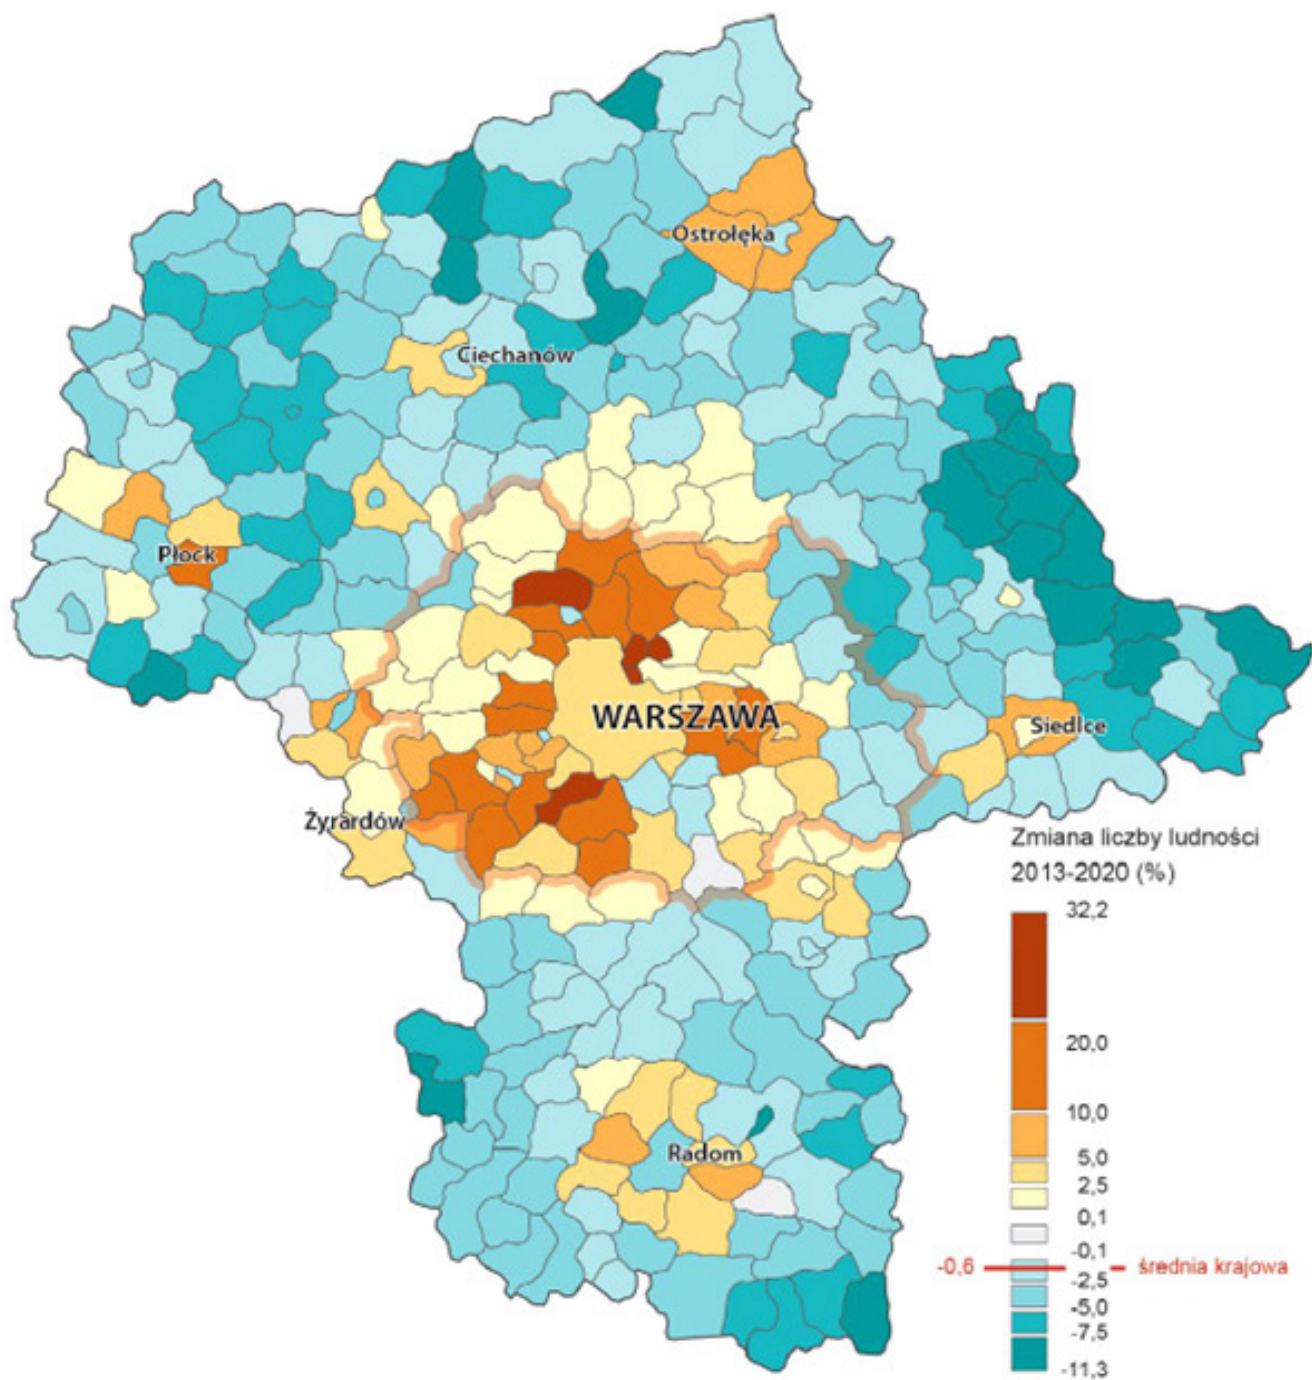 Ostrołęka
Ciechanów
Płock
WARSZAWA
Siedlce
Żyrardów
Radom
Zmiana liczby ludności
2013-2020 (%)
32,2
20,0
10,0
5,0
2,5
0,1
-0,1
-0,6 średnia krajowa
-2,5
-5,0
-7,5
-11,3